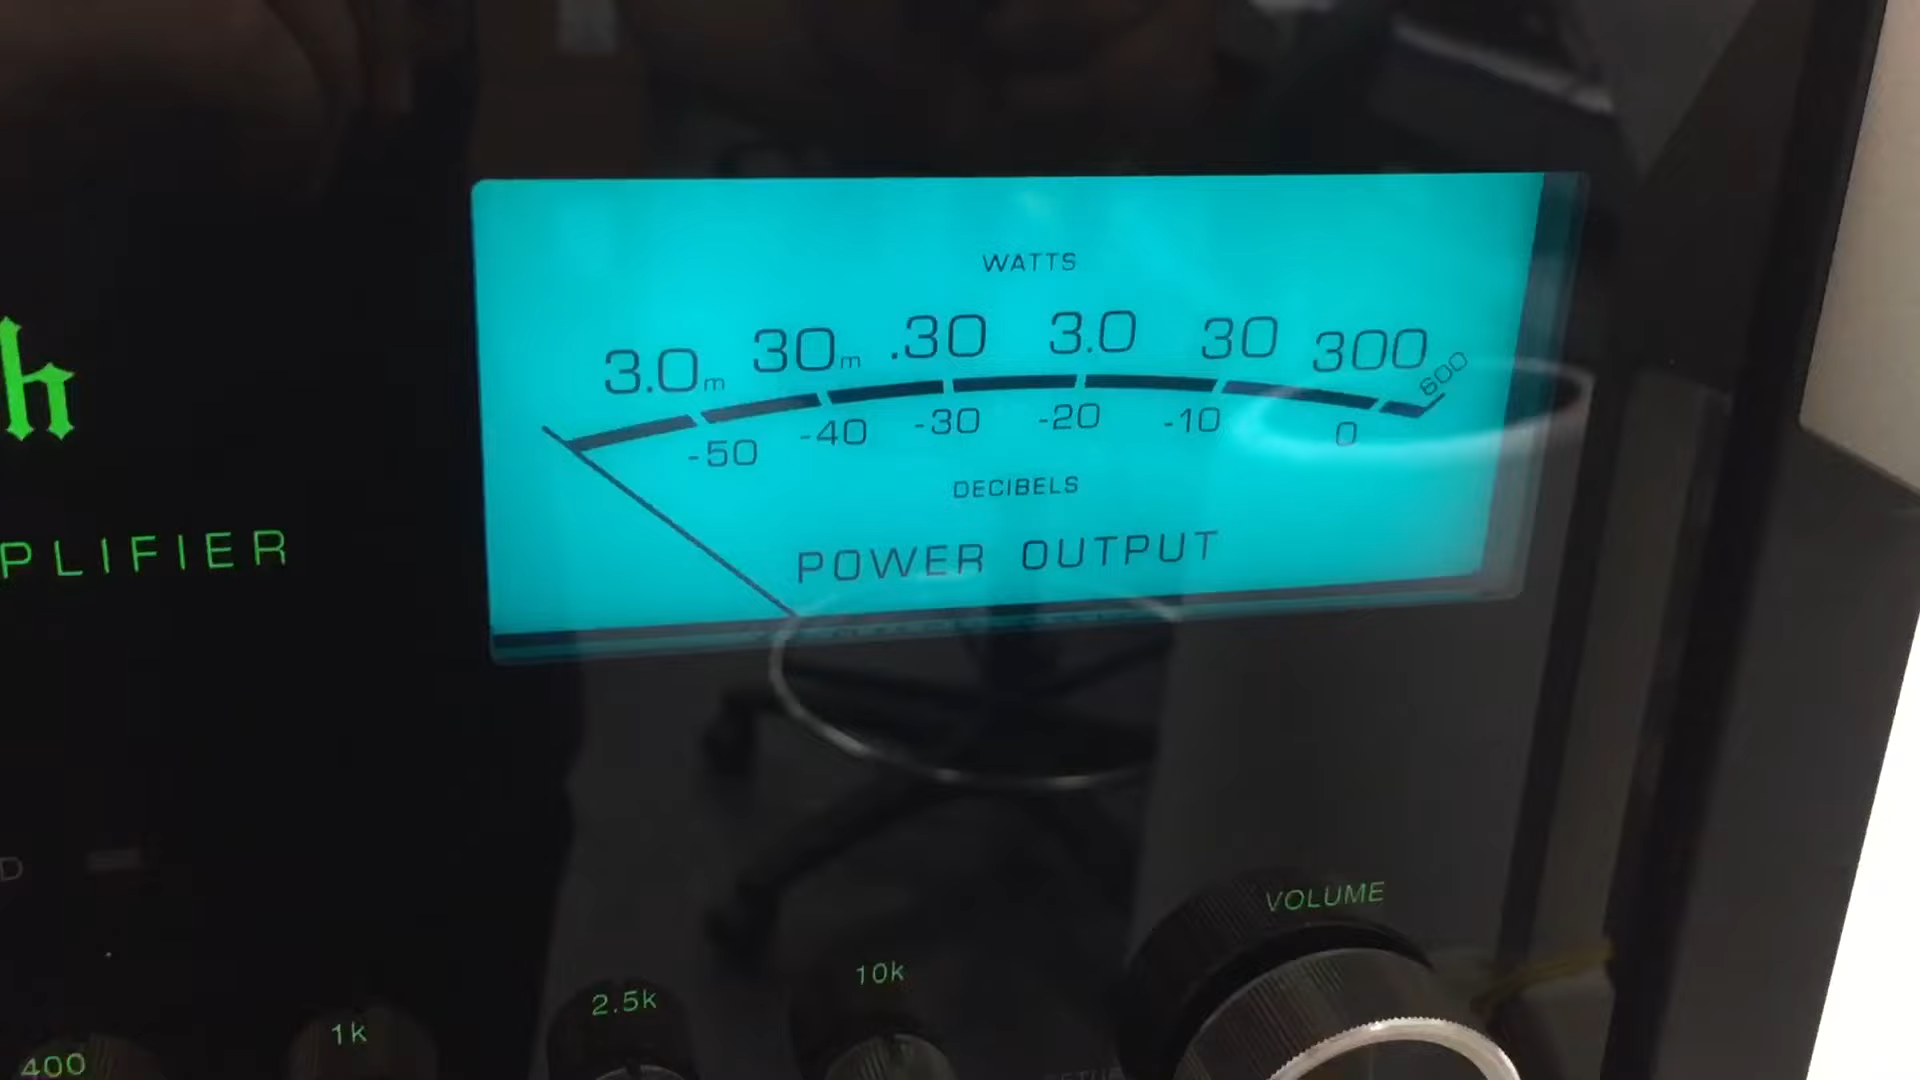 WATTS
3.0m 30m .30 3.0 30 300 600
-50 -40 -30 -20 -10 0
DECIBELS
POWER OUTPUT
h
PLIFIER
D
VOLUME
400 1k 2.5k 10k